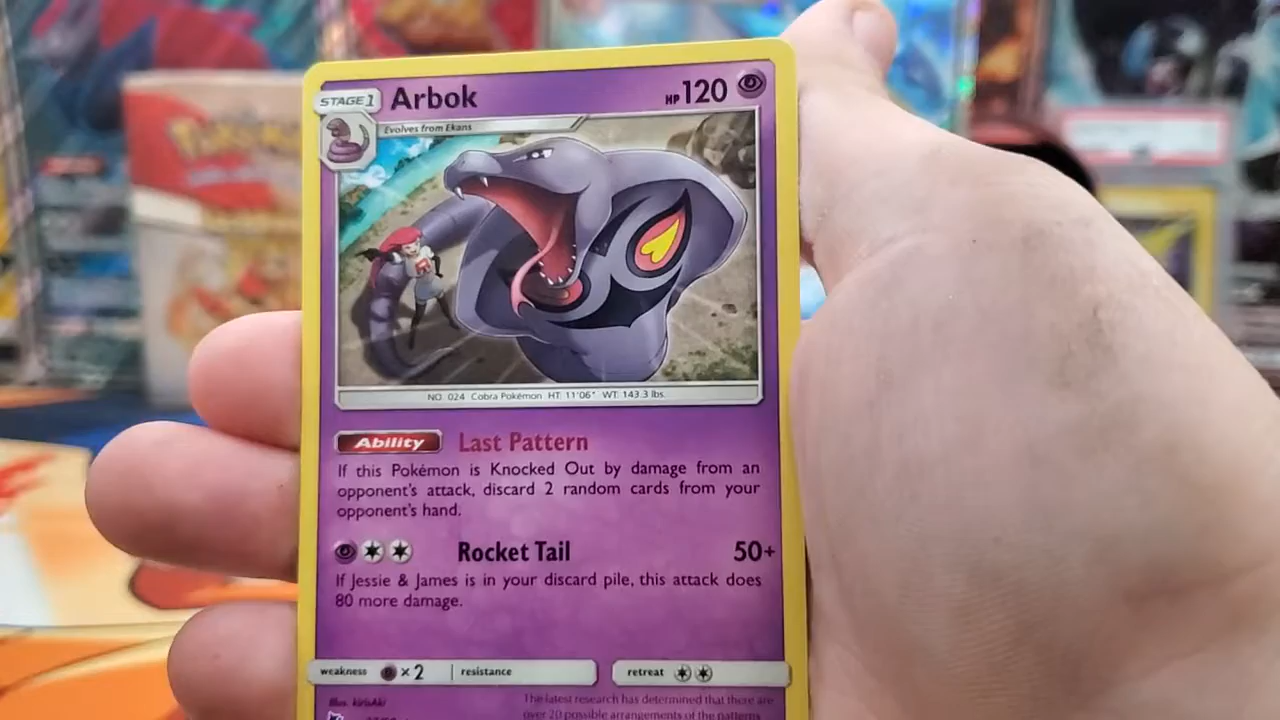 STAGE 1 Arbok HP 120
Evolves from Ekans
NO. 024 Cobra Pokémon HT: 11'06" WT: 143.3 lbs.
Ability Last Pattern
If this Pokémon is Knocked Out by damage from an
opponent's attack, discard 2 random cards from your
opponent's hand.
Rocket Tail 50+
If Jessie & James is in your discard pile, this attack does
80 more damage.
weakness ×2 resistance retreat
Illus. kirisAki
The latest research has determined that there are
over 20 possible arrangements of the patterns